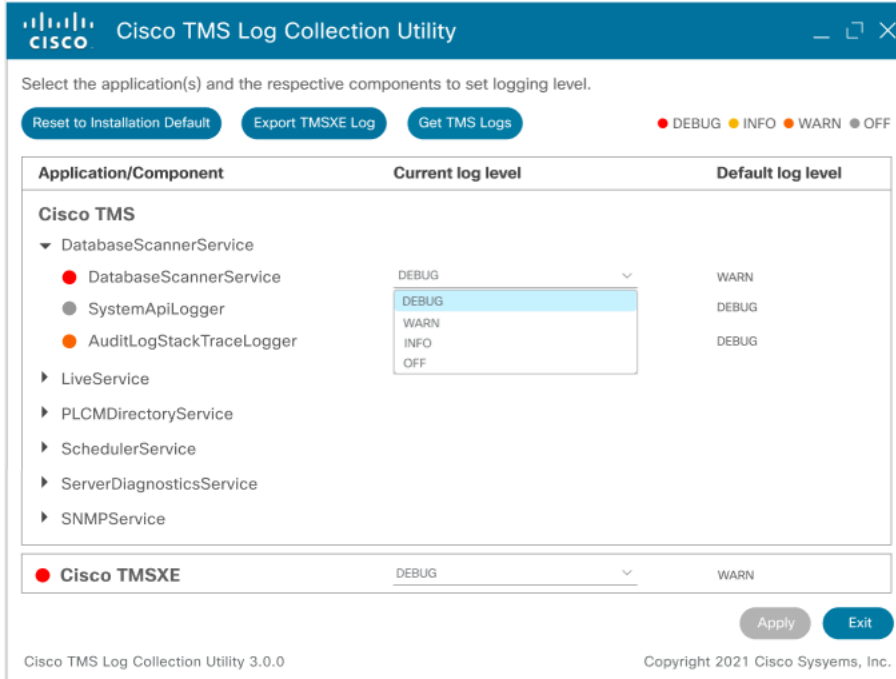 CISCO Cisco TMS Log Collection Utility
Select the application(s) and the respective components to set logging level.
Reset to Installation Default Export TMSXE Log Get TMS Logs DEBUG INFO WARN OFF
Application/Component Current log level Default log level
Cisco TMS
DatabaseScannerService
DatabaseScannerService DEBUG WARN
SystemApiLogger DEBUG DEBUG
WARN
AuditLogStackTraceLogger INFO DEBUG
OFF
LiveService
PLCMDirectoryService
SchedulerService
ServerDiagnosticsService
SNMPService
Cisco TMSXE DEBUG WARN
Apply Exit
Cisco TMS Log Collection Utility 3.0.0 Copyright 2021 Cisco Sysyems, Inc.